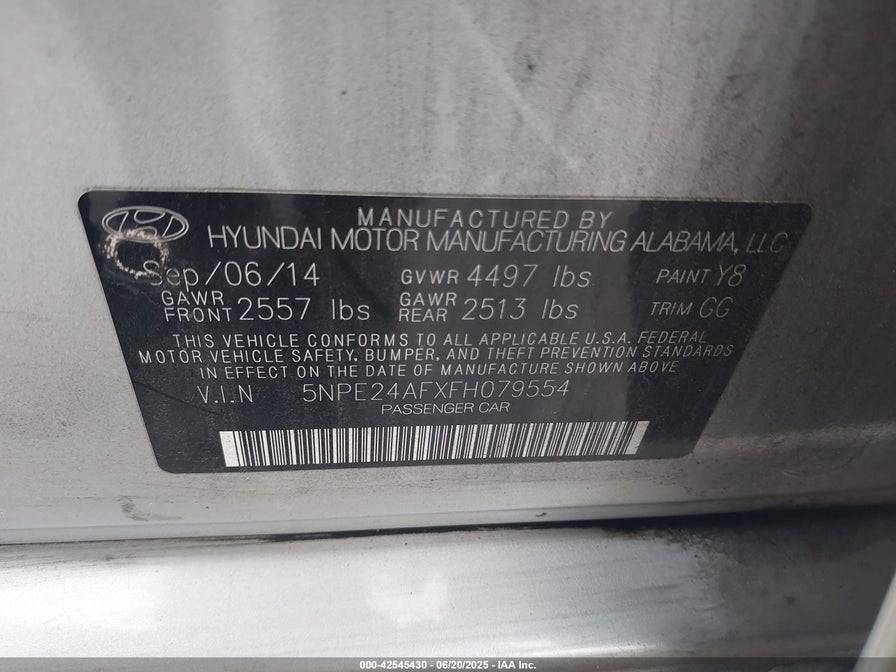 MANUFACTURED BY
HYUNDAI MOTOR MANUFACTURING ALABAMA, LLC
Sep/06/14 GVWR 4497 lbs PAINT Y8
GAWR FRONT 2557 lbs GAWR REAR 2513 lbs TRIM GG
THIS VEHICLE CONFORMS TO ALL APPLICABLE U.S.A. FEDERAL
MOTOR VEHICLE SAFETY, BUMPER, AND THEFT PREVENTION STANDARDS
IN EFFECT ON THE DATE OF MANUFACTURE SHOWN ABOVE.
V.I.N 5NPE24AFXFH079554
PASSENGER CAR
000-42545430 - 06/20/2025 - IAA Inc.